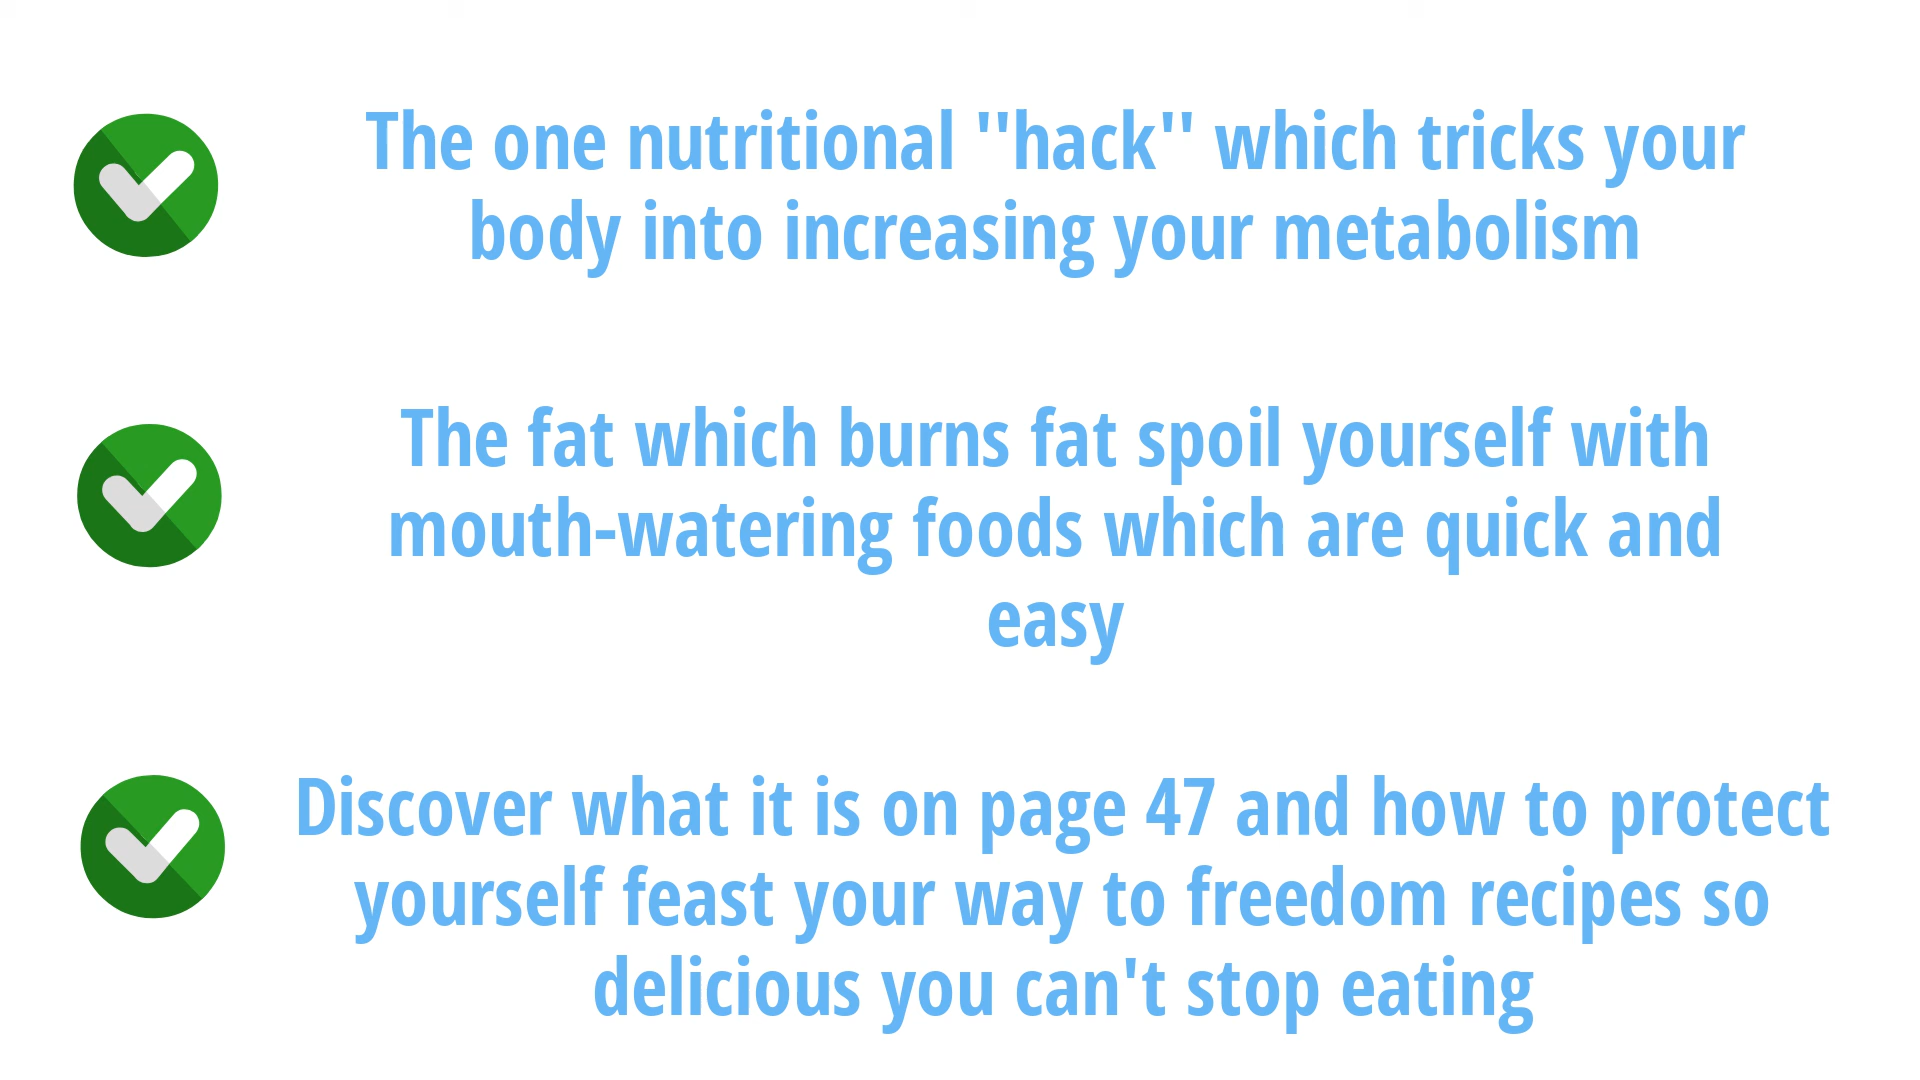 The one nutritional "hack" which tricks your
body into increasing your metabolism
The fat which burns fat spoil yourself with
mouth-watering foods which are quick and
easy
Discover what it is on page 47 and how to protect
yourself feast your way to freedom recipes so
delicious you can't stop eating